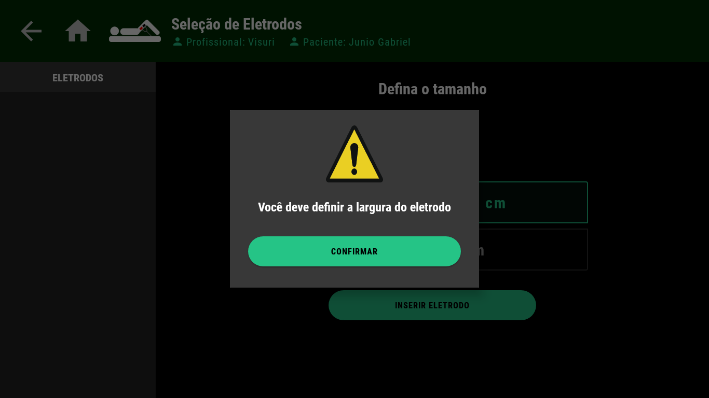 Seleção de Eletrodos
Profissional: Visuri Paciente: Junio Gabriel
ELETRODOS
Defina o tamanho
Você deve definir a largura do eletrodo
cm
CONFIRMAR
INSERIR ELETRODO